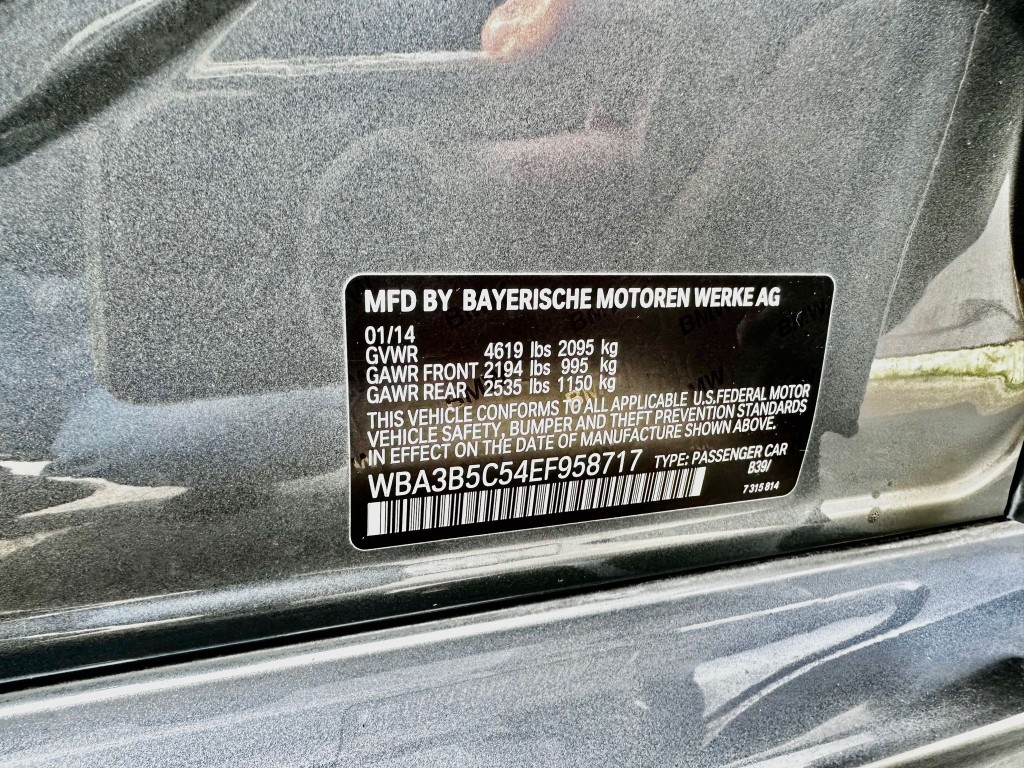 MFD BY BAYERISCHE MOTOREN WERKE AG
01/14
GVWR 4619 lbs 2095 kg
GAWR FRONT 2194 lbs 995 kg
GAWR REAR 2535 lbs 1150 kg
THIS VEHICLE CONFORMS TO ALL APPLICABLE U.S.FEDERAL MOTOR
VEHICLE SAFETY, BUMPER AND THEFT PREVENTION STANDARDS
IN EFFECT ON THE DATE OF MANUFACTURE SHOWN ABOVE.
WBA3B5C54EF958717 TYPE: PASSENGER CAR
B39/
7 315 814